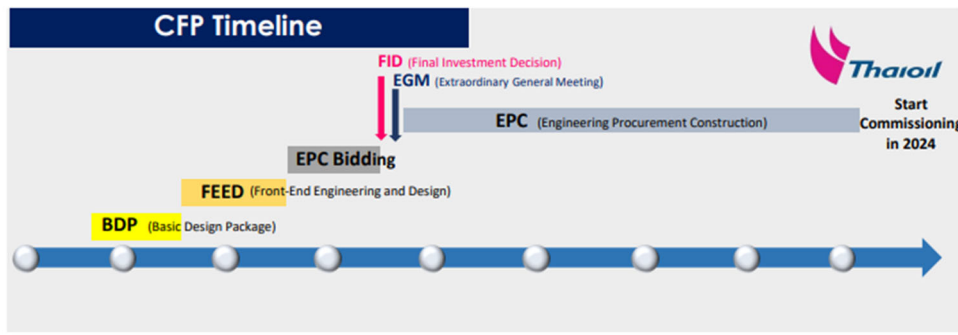 CFP Timeline
FID (Final Investment Decision)
EGM (Extraordinary General Meeting)
Thaioil
EPC (Engineering Procurement Construction)
Start
Commissioning
in 2024
EPC Bidding
FEED (Front-End Engineering and Design)
BDP (Basic Design Package)